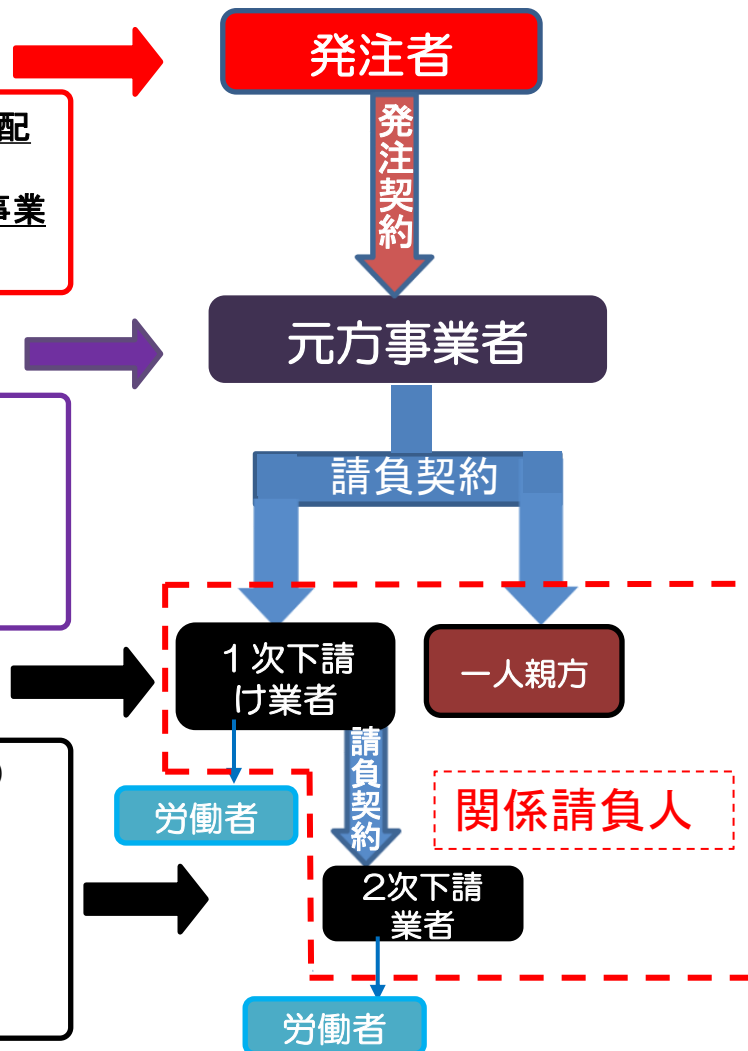 発注者
配
発注契約
事業
元方事業者
請負契約
1次下請
け業者
一人親方
請負契約
労働者
関係請負人
2次下請
業者
労働者